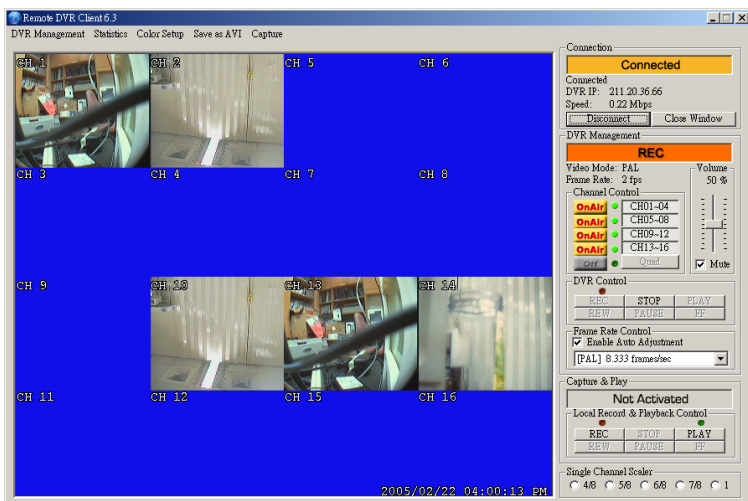 Remote DVR Client 6.3
DVR Management Statistics Color Setup Save as AVI Capture
CH 1 CH 2 CH 5 CH 6
CH 3 CH 4 CH 7 CH 8
CH 9 CH 10 CH 13 CH 14
CH 11 CH 12 CH 15 CH 16
2005/02/22 04:00:13 PM
Connection
Connected
Connected
DVR IP: 211.20.36.66
Speed: 0.22 Mbps
Disconnect Close Window
DVR Management
REC
Video Mode: PAL
Frame Rate: 2 fps
Channel Control
OnAir CH01~04
OnAir CH05~08
OnAir CH09~12
OnAir CH13~16
Off Quad
Volume
50 %
Mute
DVR Control
REC STOP PLAY
REW PAUSE FF
Frame Rate Control
Enable Auto Adjustment
[PAL] 8.333 frames/sec
Capture & Play
Not Activated
Local Record & Playback Control
REC STOP PLAY
REW PAUSE FF
Single Channel Scaler
4/8 5/8 6/8 7/8 1